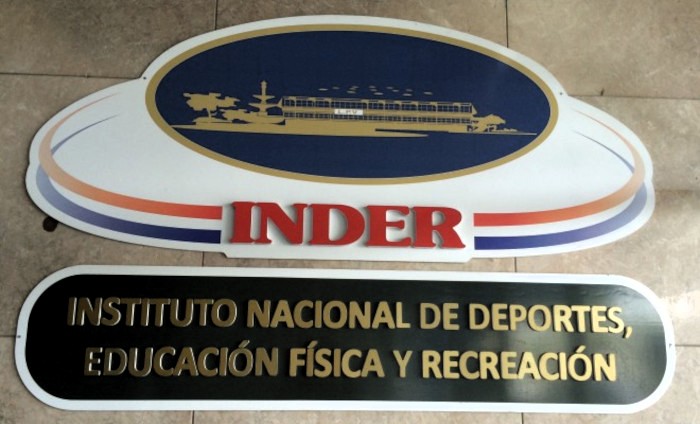 INDER
INSTITUTO NACIONAL DE DEPORTES,
EDUCACIÓN FÍSICA Y RECREACIÓN